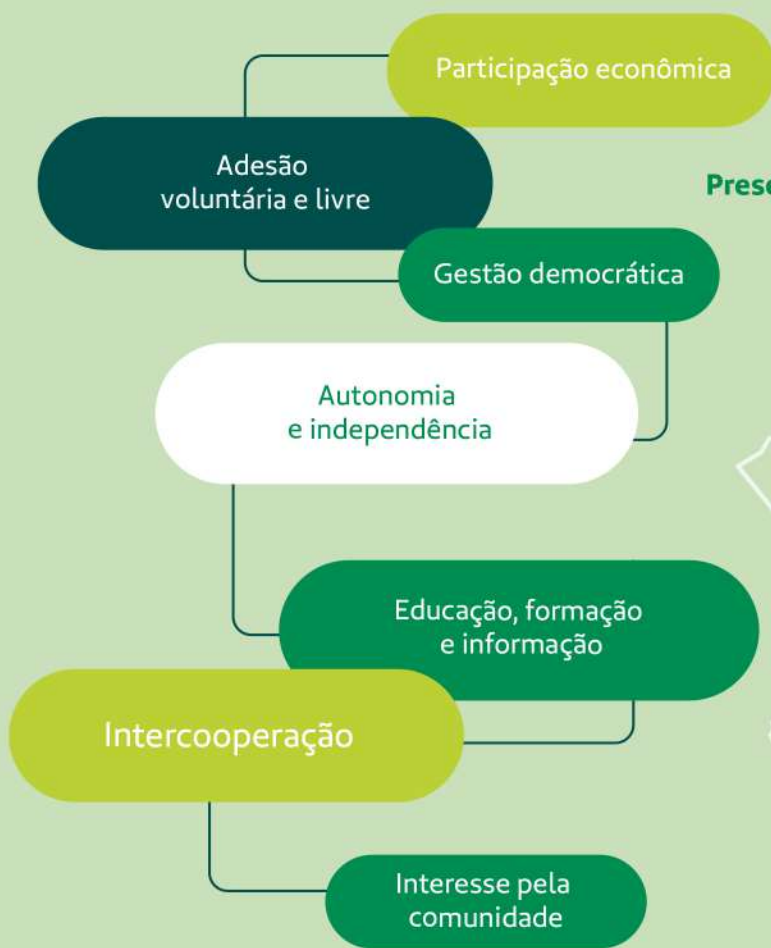 Participação econômica
Adesão
voluntária e livre
Gestão democrática
Autonomia
e independência
Educação, formação
e informação
Intercooperação
Interesse pela
comunidade